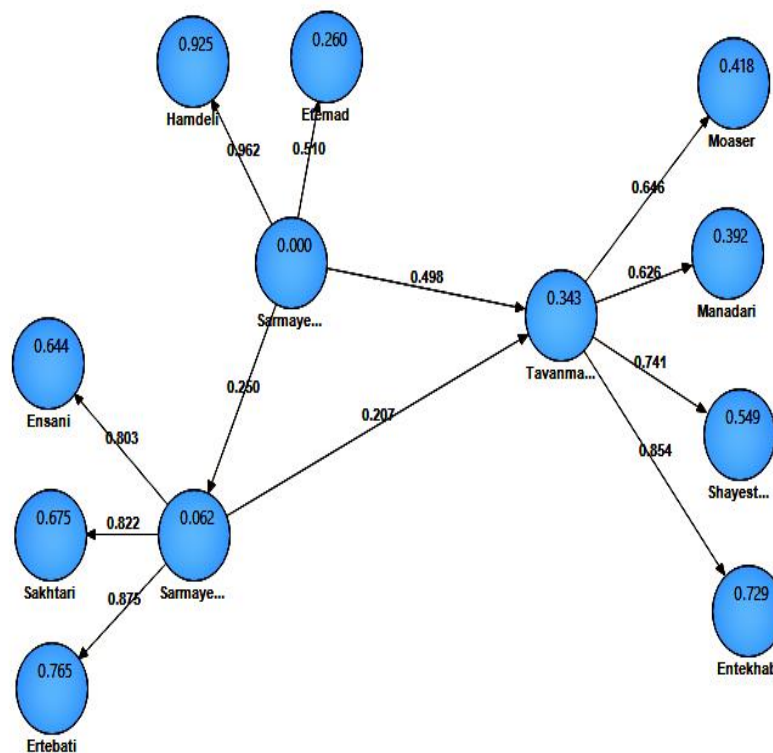 0.925
Hamdeli
0.260
Etemad
0.418
Moaser
0.962
0.510
0.646
0.000
Sarmaye...
0.498
0.392
Manadari
0.626
0.343
Tavanma...
0.644
Ensani
0.250
0.207
0.741
0.549
Shayest...
0.803
0.854
0.675
Sakhtari
0.822
0.062
Sarmaye...
0.875
0.729
Entekhab
0.765
Ertebati